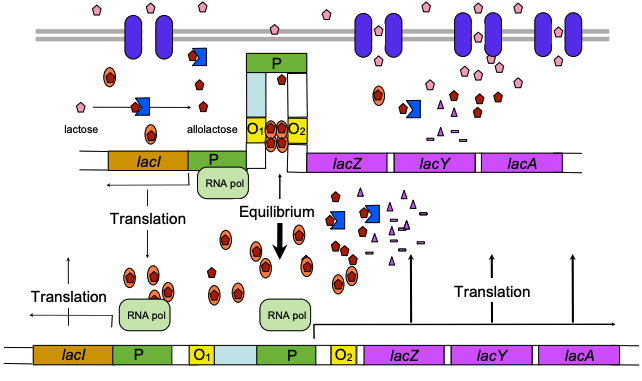 P
lactose
allolactose
O1
O2
lacI
P
lacZ
lacY
lacA
RNA pol
Translation
Equilibrium
Translation
Translation
RNA pol
RNA pol
lacI
P
O1
P
O2
lacZ
lacY
lacA